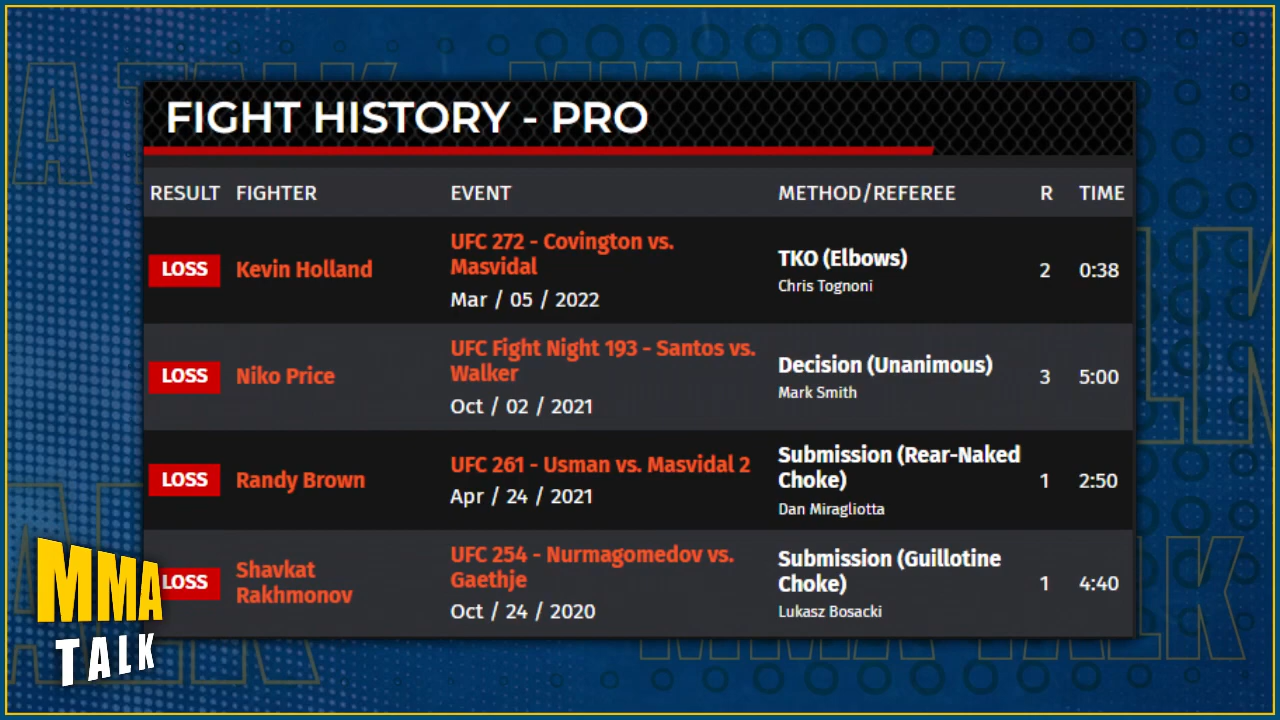 FIGHT HISTORY - PRO
RESULT FIGHTER EVENT METHOD/REFEREE R TIME
LOSS Kevin Holland UFC 272 - Covington vs. Masvidal Mar / 05 / 2022 TKO (Elbows) Chris Tognoni 2 0:38
LOSS Niko Price UFC Fight Night 193 - Santos vs. Walker Oct / 02 / 2021 Decision (Unanimous) Mark Smith 3 5:00
LOSS Randy Brown UFC 261 - Usman vs. Masvidal 2 Apr / 24 / 2021 Submission (Rear-Naked Choke) Dan Miragliotta 1 2:50
LOSS Shavkat Rakhmonov UFC 254 - Nurmagomedov vs. Gaethje Oct / 24 / 2020 Submission (Guillotine Choke) Lukasz Bosacki 1 4:40
MMA
TALK